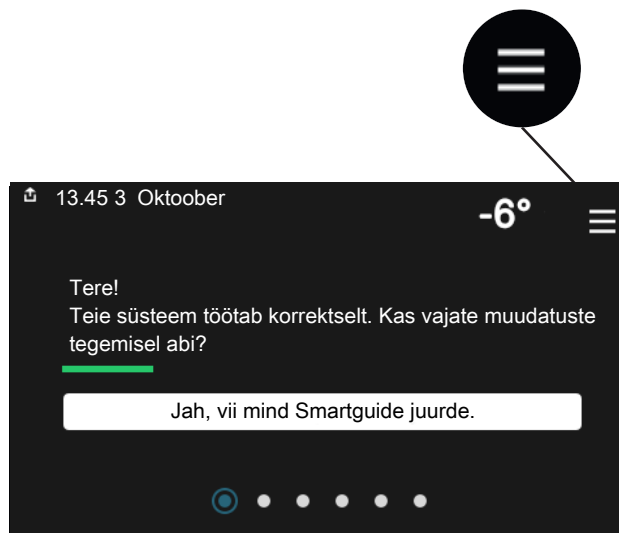 13.45 3 Oktoober
-6°
Tere!
Teie süsteem töötab korrektselt. Kas vajate muudatuste
tegemisel abi?
Jah, vii mind Smartguide juurde.